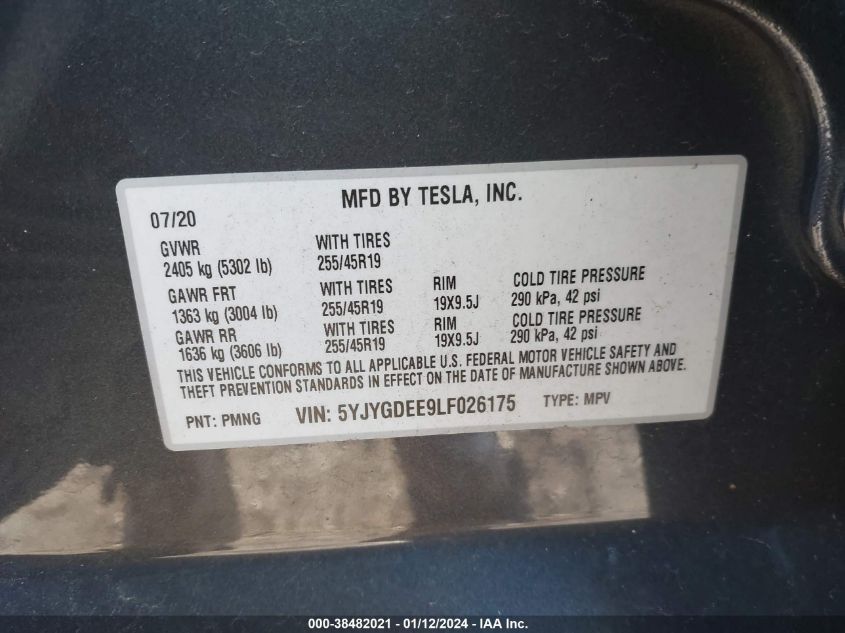 MFD BY TESLA, INC.
07/20
GVWR WITH TIRES
2405 kg (5302 lb) 255/45R19
GAWR FRT WITH TIRES RIM COLD TIRE PRESSURE
1363 kg (3004 lb) 255/45R19 19X9.5J 290 kPa, 42 psi
GAWR RR WITH TIRES RIM COLD TIRE PRESSURE
1636 kg (3606 lb) 255/45R19 19X9.5J 290 kPa, 42 psi
THIS VEHICLE CONFORMS TO ALL APPLICABLE U.S. FEDERAL MOTOR VEHICLE SAFETY AND
THEFT PREVENTION STANDARDS IN EFFECT ON THE DATE OF MANUFACTURE SHOWN ABOVE.
PNT: PMNG VIN: 5YJYGDEE9LF026175 TYPE: MPV
000-38482021 - 01/12/2024 - IAA Inc.